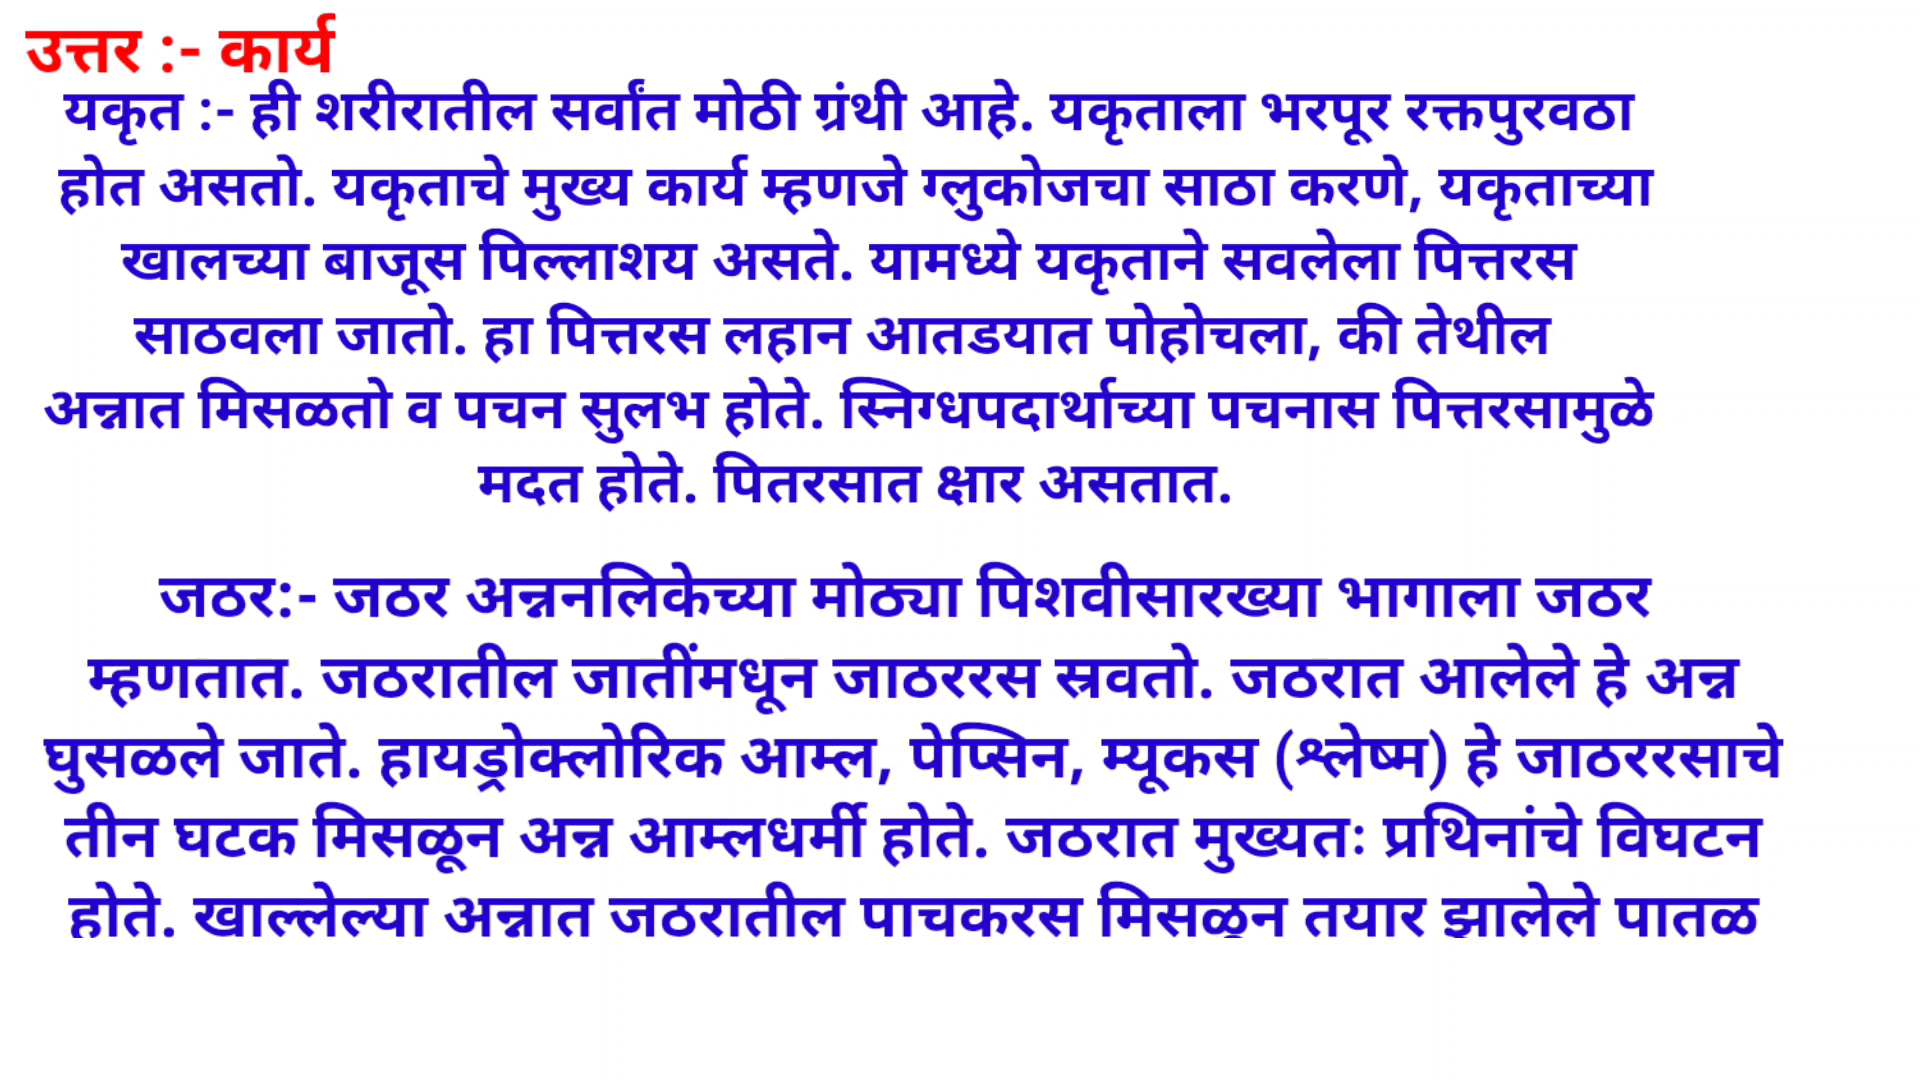 उत्तर :- कार्य
यकृत :- ही शरीरातील सर्वांत मोठी ग्रंथी आहे. यकृताला भरपूर रक्तपुरवठा
होत असतो. यकृताचे मुख्य कार्य म्हणजे ग्लुकोजचा साठा करणे, यकृताच्या
खालच्या बाजूस पिल्लाशय असते. यामध्ये यकृताने सवलेला पित्तरस
साठवला जातो. हा पित्तरस लहान आतडयात पोहोचला, की तेथील
अन्नात मिसळतो व पचन सुलभ होते. स्निग्धपदार्थाच्या पचनास पित्तरसामुळे
मदत होते. पितरसात क्षार असतात.
जठर:- जठर अन्ननलिकेच्या मोठ्या पिशवीसारख्या भागाला जठर
म्हणतात. जठरातील जातींमधून जाठररस स्रवतो. जठरात आलेले हे अन्न
घुसळले जाते. हायड्रोक्लोरिक आम्ल, पेप्सिन, म्यूकस (श्लेष्म) हे जाठररसाचे
तीन घटक मिसळून अन्न आम्लधर्मी होते. जठरात मुख्यतः प्रथिनांचे विघटन
होते. खाल्लेल्या अन्नात जठरातील पाचकरस मिसळून तयार झालेले पातळ